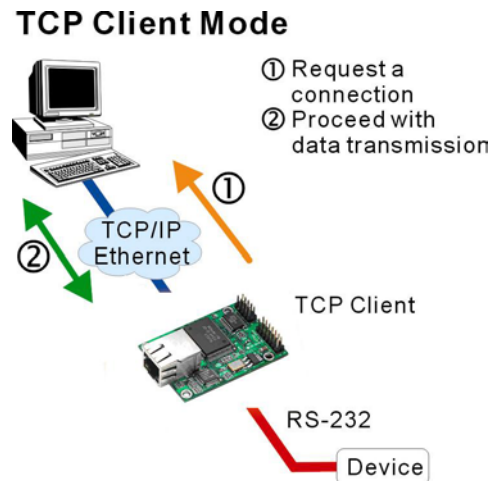 TCP Client Mode
① Request a
connection
② Proceed with
data transmission
①
TCP/IP
Ethernet
②
TCP Client
RS-232
Device